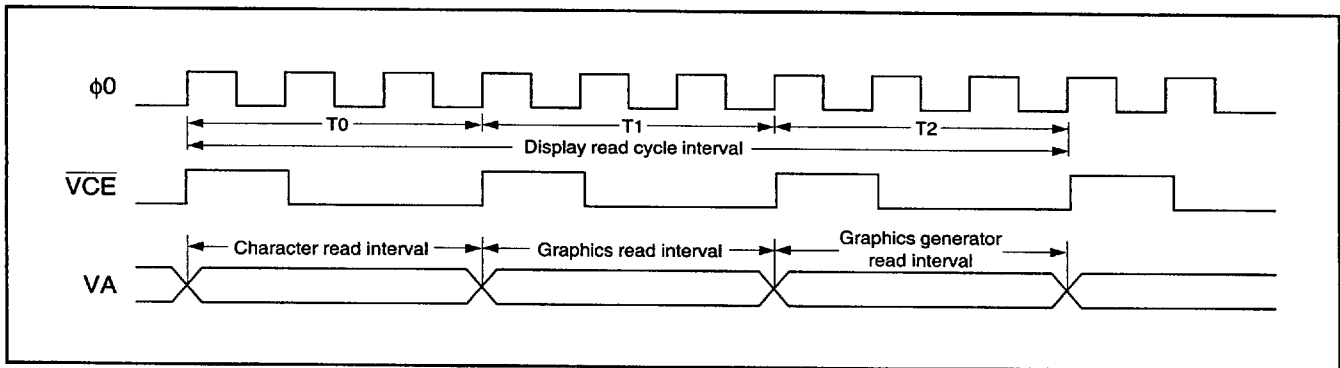 φ0
T0 T1 T2
Display read cycle interval
VCE
Character read interval Graphics read interval Graphics generator
read interval
VA